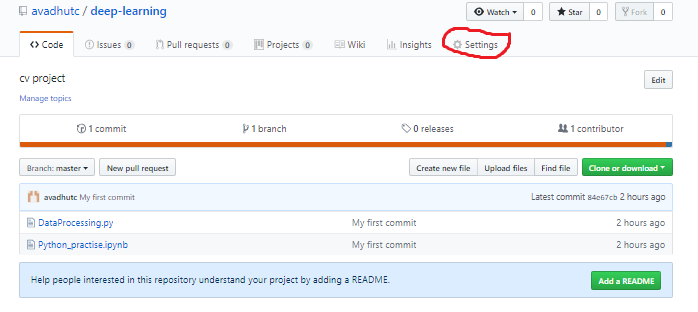 avadhutc / deep-learning
Watch 0 Star 0 Fork 0
Code Issues 0 Pull requests 0 Projects 0 Wiki Insights Settings
cv project
Edit
Manage topics
1 commit 1 branch 0 releases 1 contributor
Branch: master New pull request Create new file Upload files Find file Clone or download
avadhutc My first commit Latest commit 84e67cb 2 hours ago
DataProcessing.py My first commit 2 hours ago
Python_practise.ipynb My first commit 2 hours ago
Help people interested in this repository understand your project by adding a README. Add a README